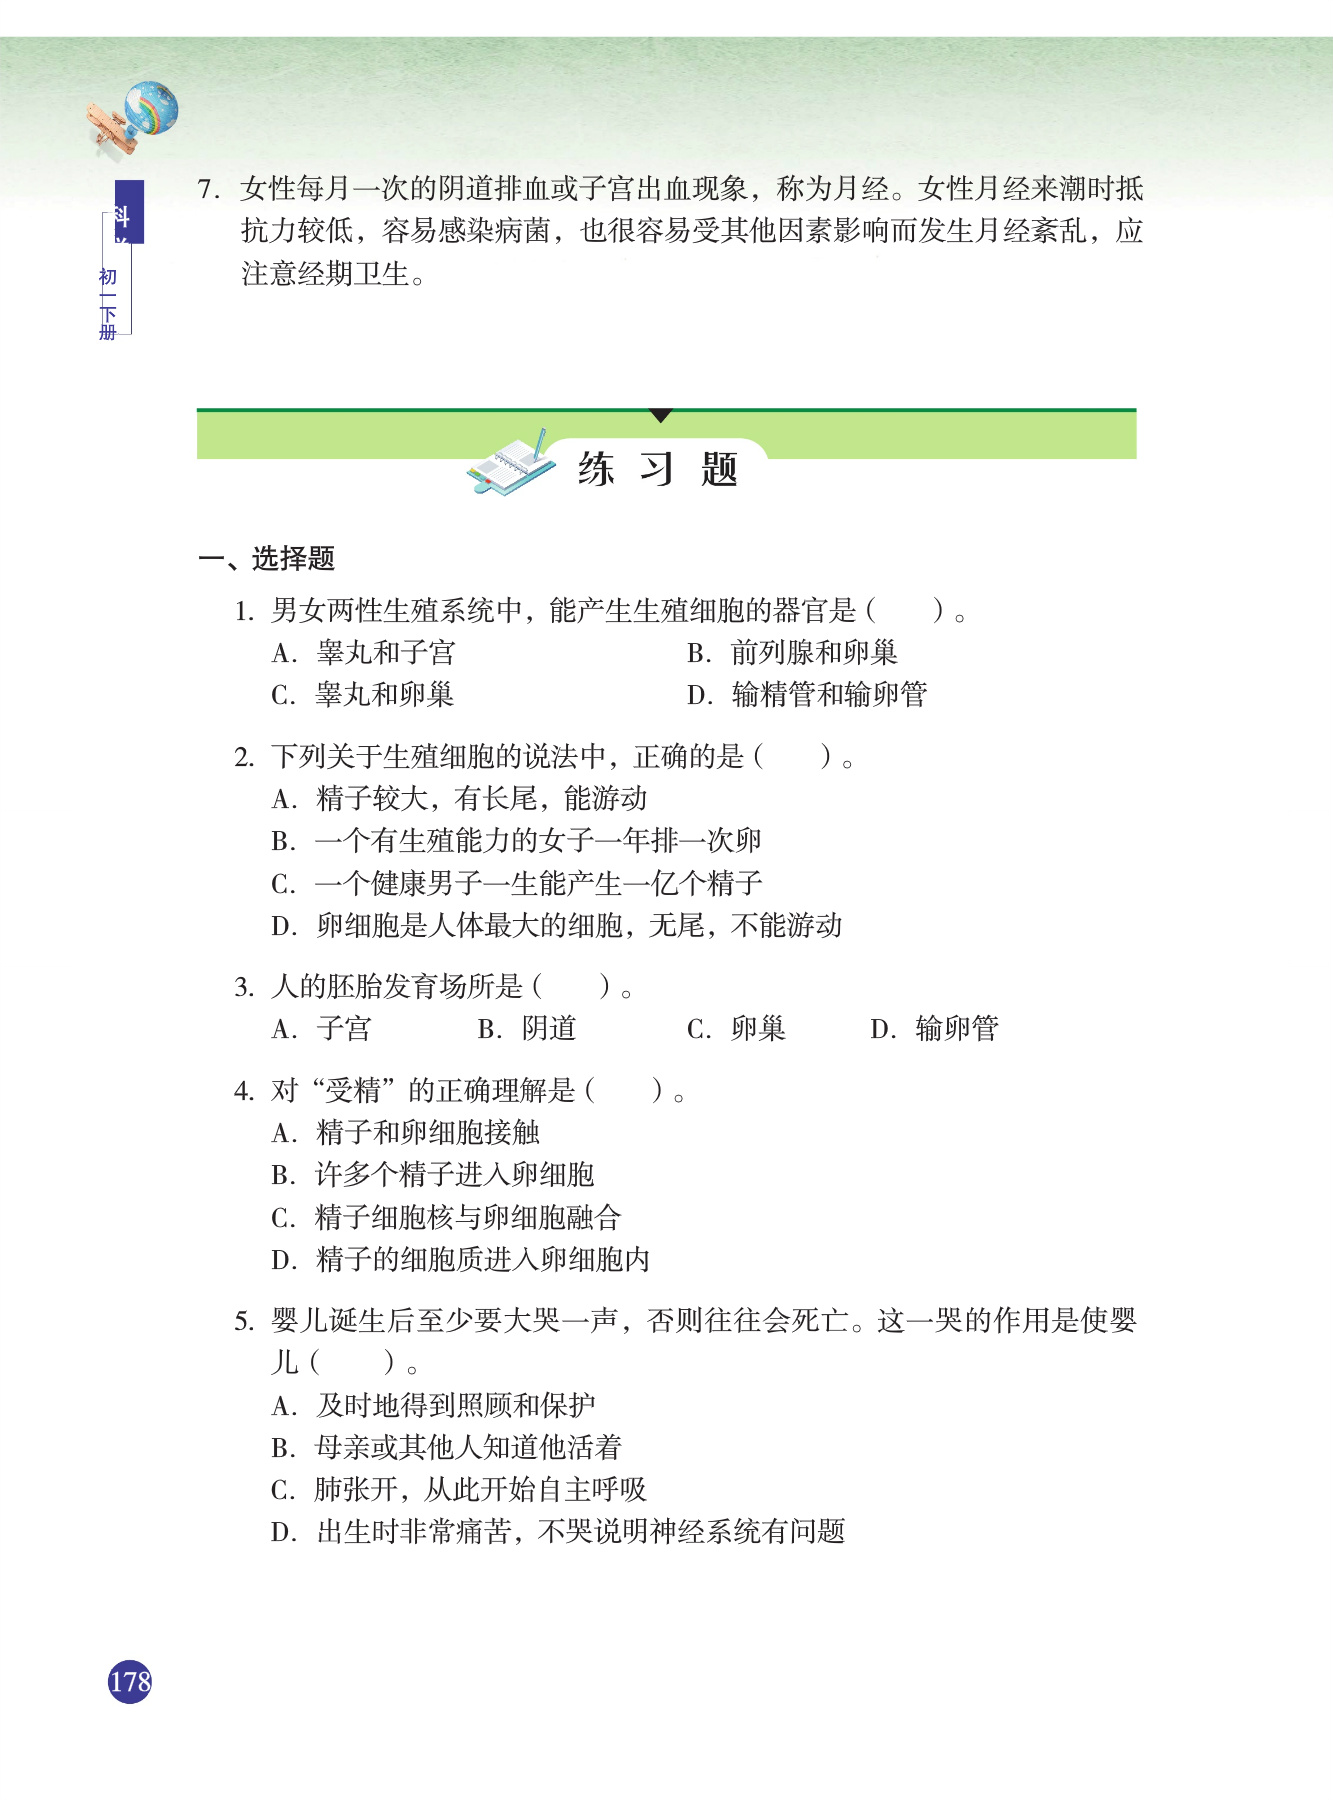 科
初一下册
7. 女性每月一次的阴道排血或子宫出血现象，称为月经。女性月经来潮时抵
抗力较低，容易感染病菌，也很容易受其他因素影响而发生月经紊乱，应
注意经期卫生。
练习题
一、选择题
1. 男女两性生殖系统中，能产生生殖细胞的器官是（　　）。
A. 睾丸和子宫　　B. 前列腺和卵巢
C. 睾丸和卵巢　　D. 输精管和输卵管
2. 下列关于生殖细胞的说法中，正确的是（　　）。
A. 精子较大，有长尾，能游动
B. 一个有生殖能力的女子一年排一次卵
C. 一个健康男子一生能产生一亿个精子
D. 卵细胞是人体最大的细胞，无尾，不能游动
3. 人的胚胎发育场所是（　　）。
A. 子宫　　B. 阴道　　C. 卵巢　　D. 输卵管
4. 对“受精”的正确理解是（　　）。
A. 精子和卵细胞接触
B. 许多个精子进入卵细胞
C. 精子细胞核与卵细胞融合
D. 精子的细胞质进入卵细胞内
5. 婴儿诞生后至少要大哭一声，否则往往会死亡。这一哭的作用是使婴
儿（　　）。
A. 及时地得到照顾和保护
B. 母亲或其他人知道他活着
C. 肺张开，从此开始自主呼吸
D. 出生时非常痛苦，不哭说明神经系统有问题
178